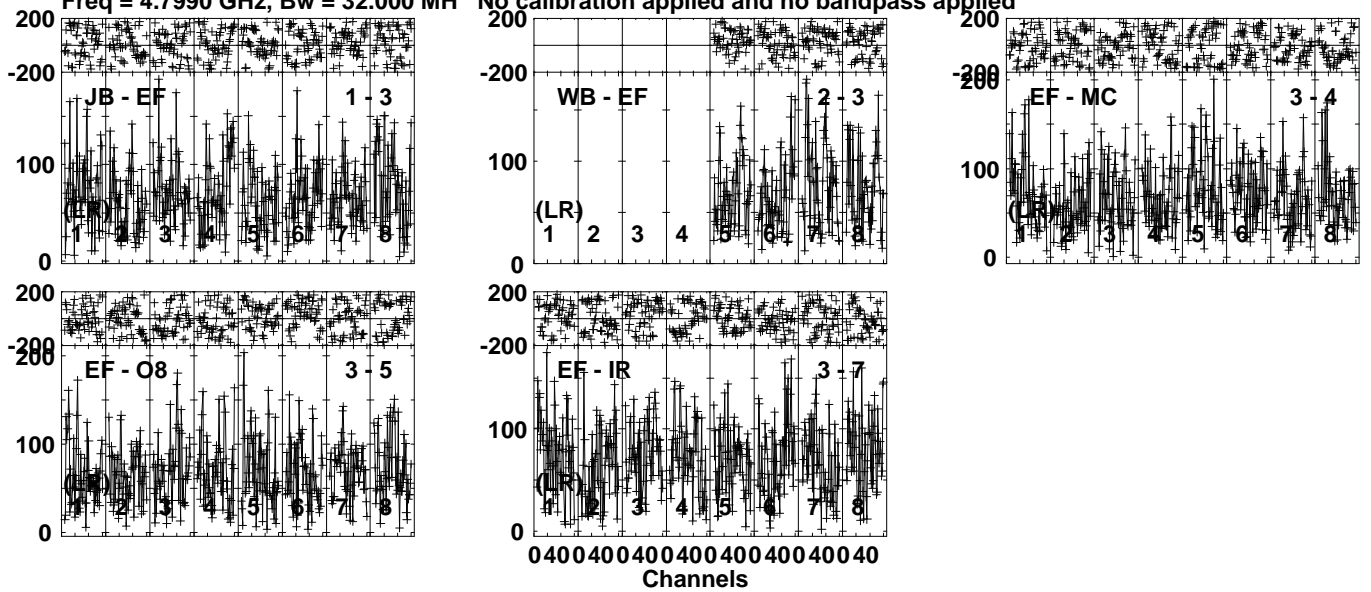 Freq = 4.7990 GHz, Bw = 32.000 MH No calibration applied and no bandpass applied
200
-200
JB - EF 1 - 3
100
(LR)
1 2 3 4 5 6 7 8
0
200
-200
WB - EF 2 - 3
100
(LR)
1 2 3 4 5 6 7 8
0
200
-200
200
EF - MC 3 - 4
100
(LR)
1 2 3 4 5 6 7 8
0
200
-200
200
EF - O8 3 - 5
100
(LR)
1 2 3 4 5 6 7 8
0
200
-200
EF - IR 3 - 7
100
(LR)
1 2 3 4 5 6 7 8
0
0 40 0 40 0 40 0 40 0 40 0 40 0 40 0 40
Channels